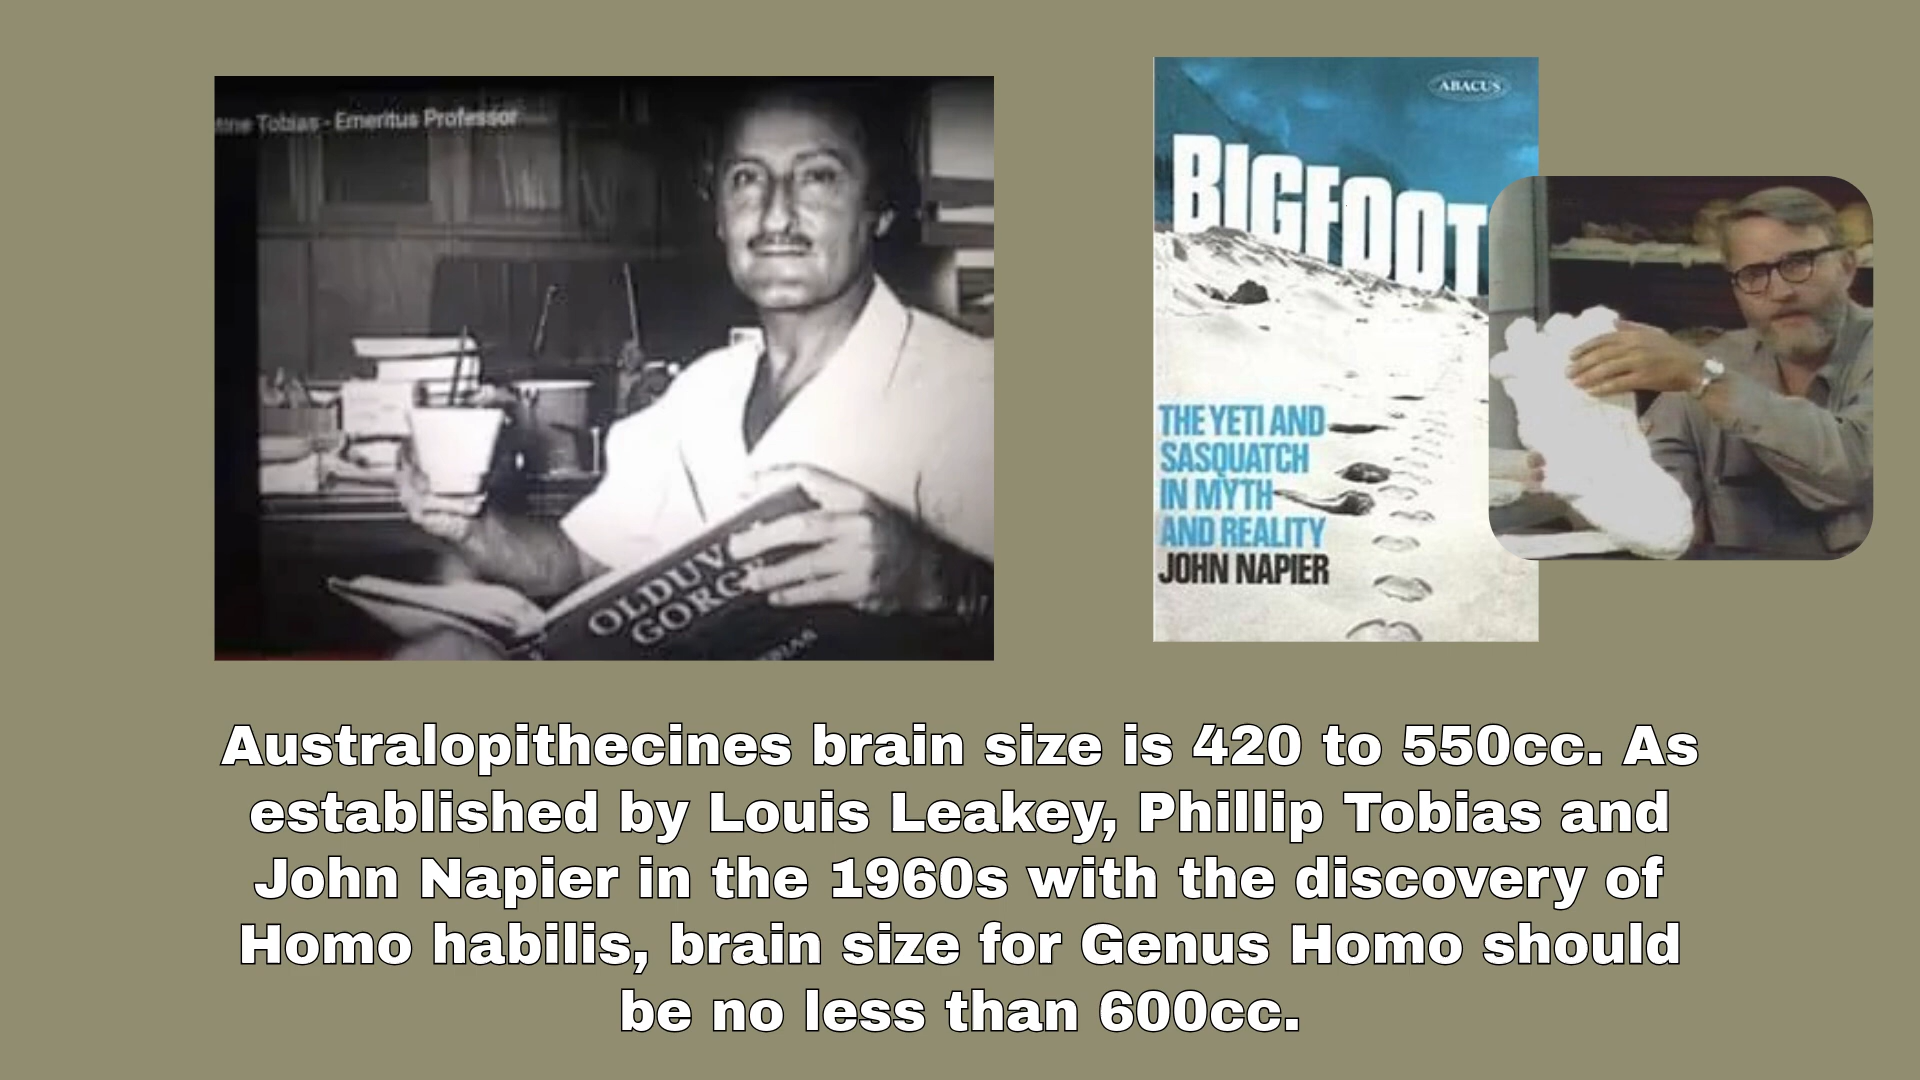 Tobias - Emeritus Professor
OLDUV
GORGE
ABACUS
BIGFOOT
THE YETI AND
SASQUATCH
IN MYTH
AND REALITY
JOHN NAPIER
Australopithecines brain size is 420 to 550cc. As
established by Louis Leakey, Phillip Tobias and
John Napier in the 1960s with the discovery of
Homo habilis, brain size for Genus Homo should
be no less than 600cc.